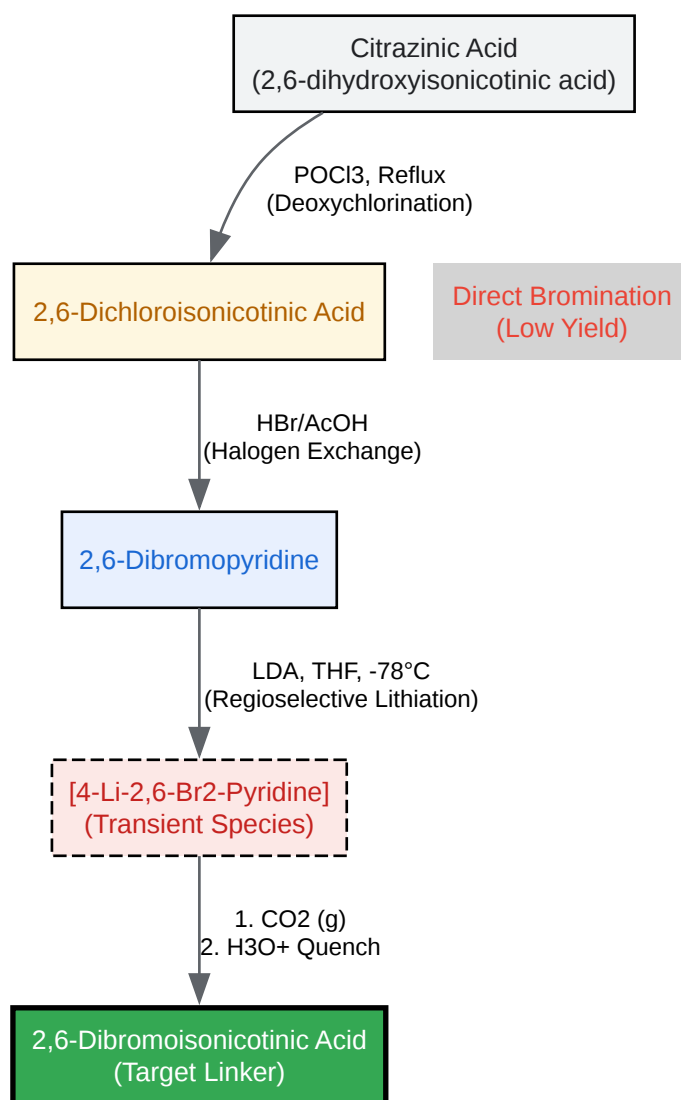 Citrazinic Acid
(2,6-dihydroxyisonicotinic acid)
POCl3, Reflux
(Deoxychlorination)
2,6-Dichloroisonicotinic Acid
Direct Bromination
(Low Yield)
HBr/AcOH
(Halogen Exchange)
2,6-Dibromopyridine
LDA, THF, -78°C
(Regioselective Lithiation)
[4-Li-2,6-Br2-Pyridine]
(Transient Species)
1. CO2 (g)
2. H3O+ Quench
2,6-Dibromoisonicotinic Acid
(Target Linker)